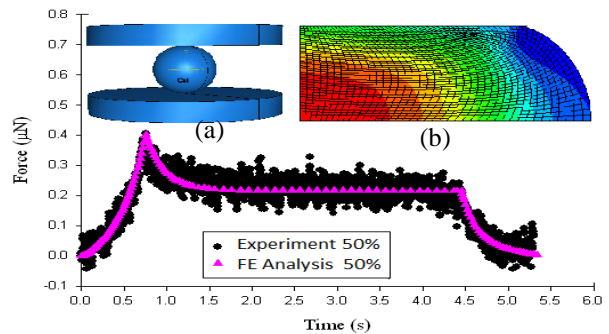 0.8
0.7
0.6
0.5
0.4
0.3
0.2
0.1
0.0
-0.1
Force (µN)
Cell
(a)
(b)
Experiment 50%
FE Analysis 50%
0.0 0.5 1.0 1.5 2.0 2.5 3.0 3.5 4.0 4.5 5.0 5.5 6.0
Time (s)